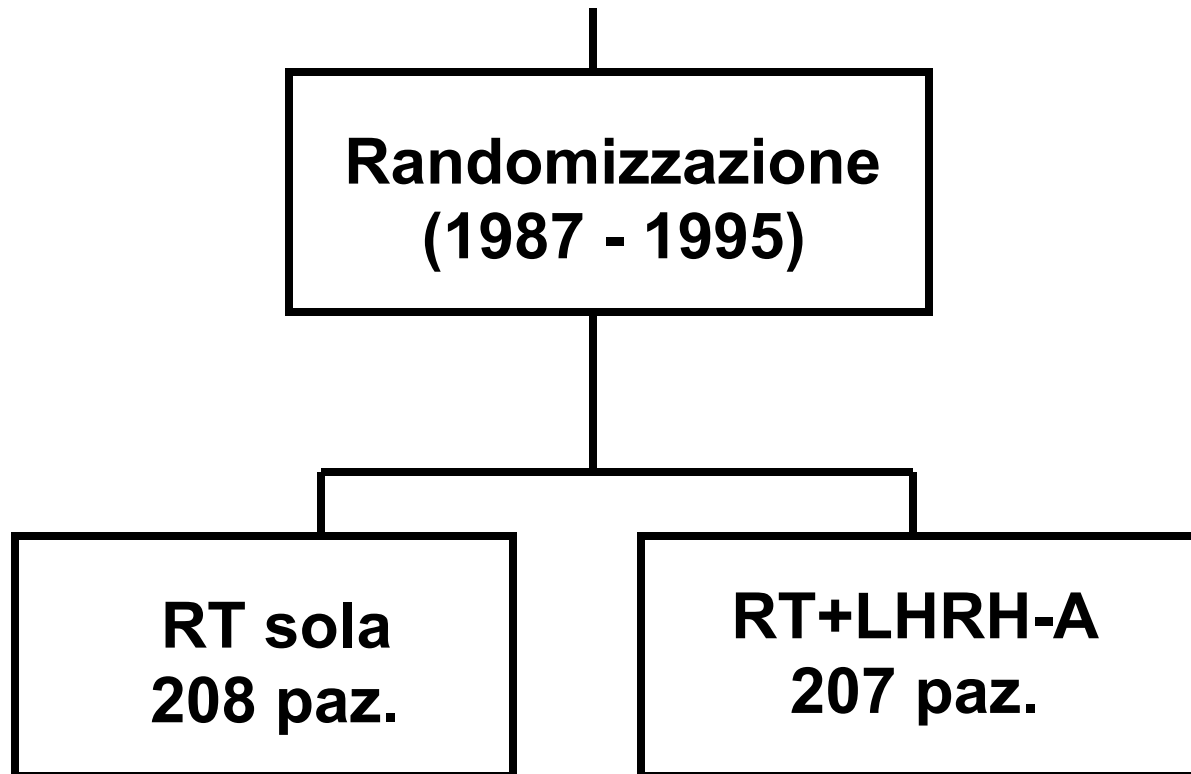 Randomizzazione
(1987 - 1995)
RT sola
208 paz.
RT+LHRH-A
207 paz.